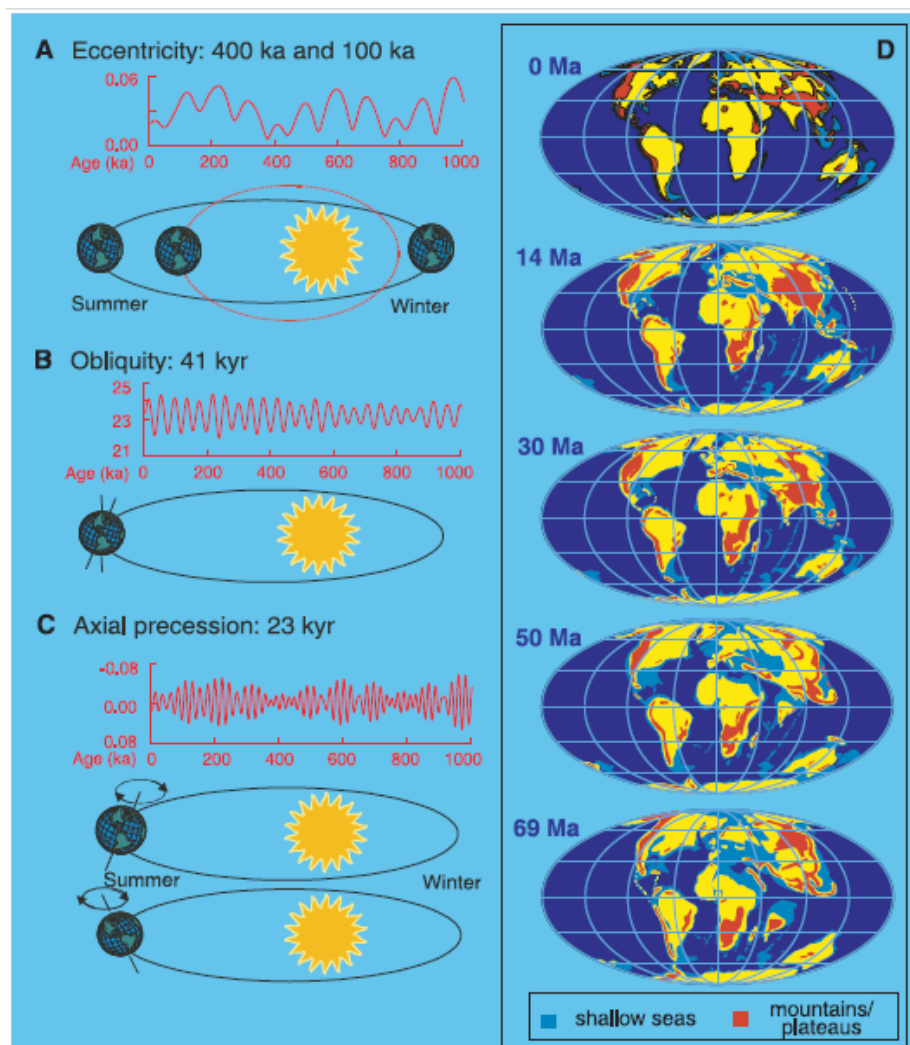 A Eccentricity: 400 ka and 100 ka
0.06
0.00
Age (ka) 0 200 400 600 800 1000
Summer
Winter
B Obliquity: 41 kyr
25
23
21
Age (ka) 0 200 400 600 800 1000
C Axial precession: 23 kyr
-0.08
0.00
0.08
Age (ka) 0 200 400 600 800 1000
Summer
Winter
D
0 Ma
14 Ma
30 Ma
50 Ma
69 Ma
shallow seas
mountains/
plateaus